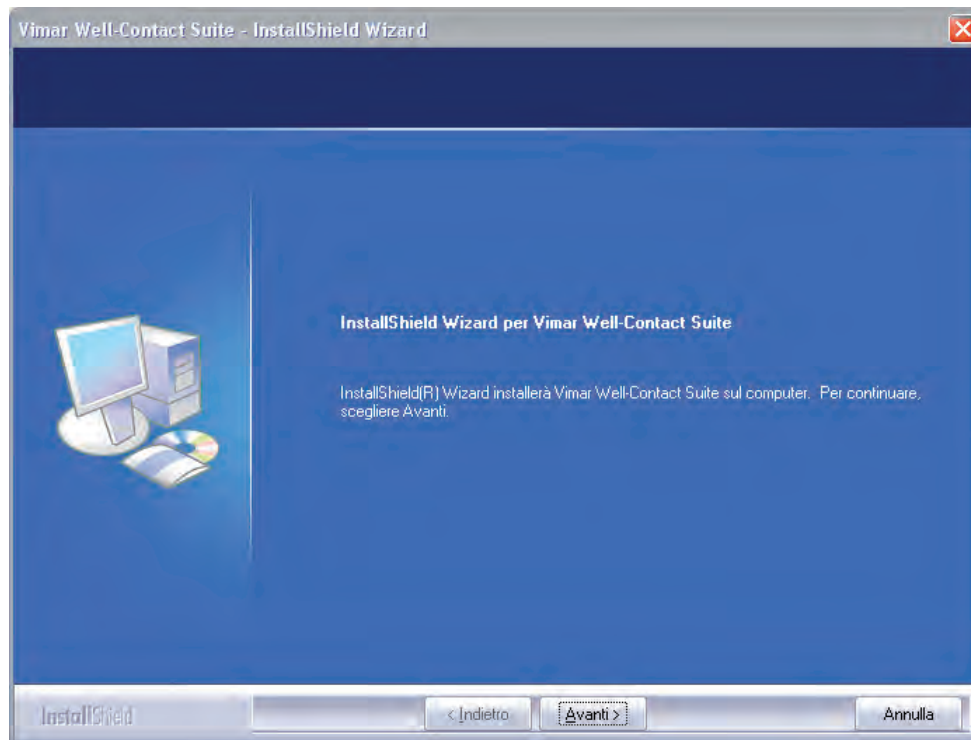 Vimar Well-Contact Suite - InstallShield Wizard
InstallShield Wizard per Vimar Well-Contact Suite
InstallShield(R) Wizard installerà Vimar Well-Contact Suite sul computer. Per continuare,
scegliere Avanti.
InstallShield
< Indietro
Avanti >
Annulla